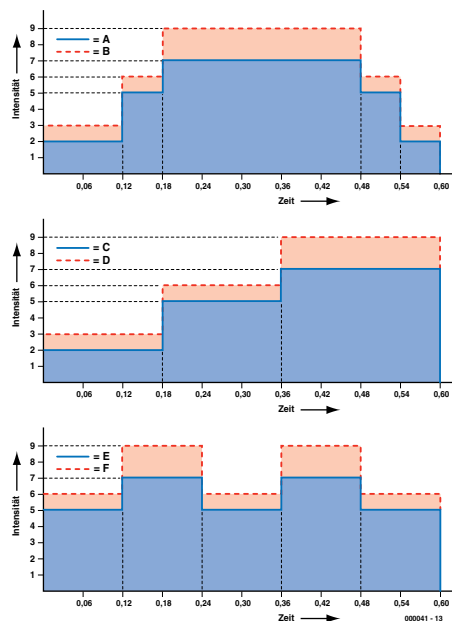 9
8
7
6
5
3
2
1
Intensität
= A
= B
0,06 0,12 0,18 0,24 0,30 0,36 0,42 0,48 0,54 0,60
Zeit
9
8
7
6
5
3
2
1
Intensität
= C
= D
0,06 0,12 0,18 0,24 0,30 0,36 0,42 0,48 0,54 0,60
Zeit
9
8
7
6
5
3
2
1
Intensität
= E
= F
0,06 0,12 0,18 0,24 0,30 0,36 0,42 0,48 0,54 0,60
Zeit
000041 - 13